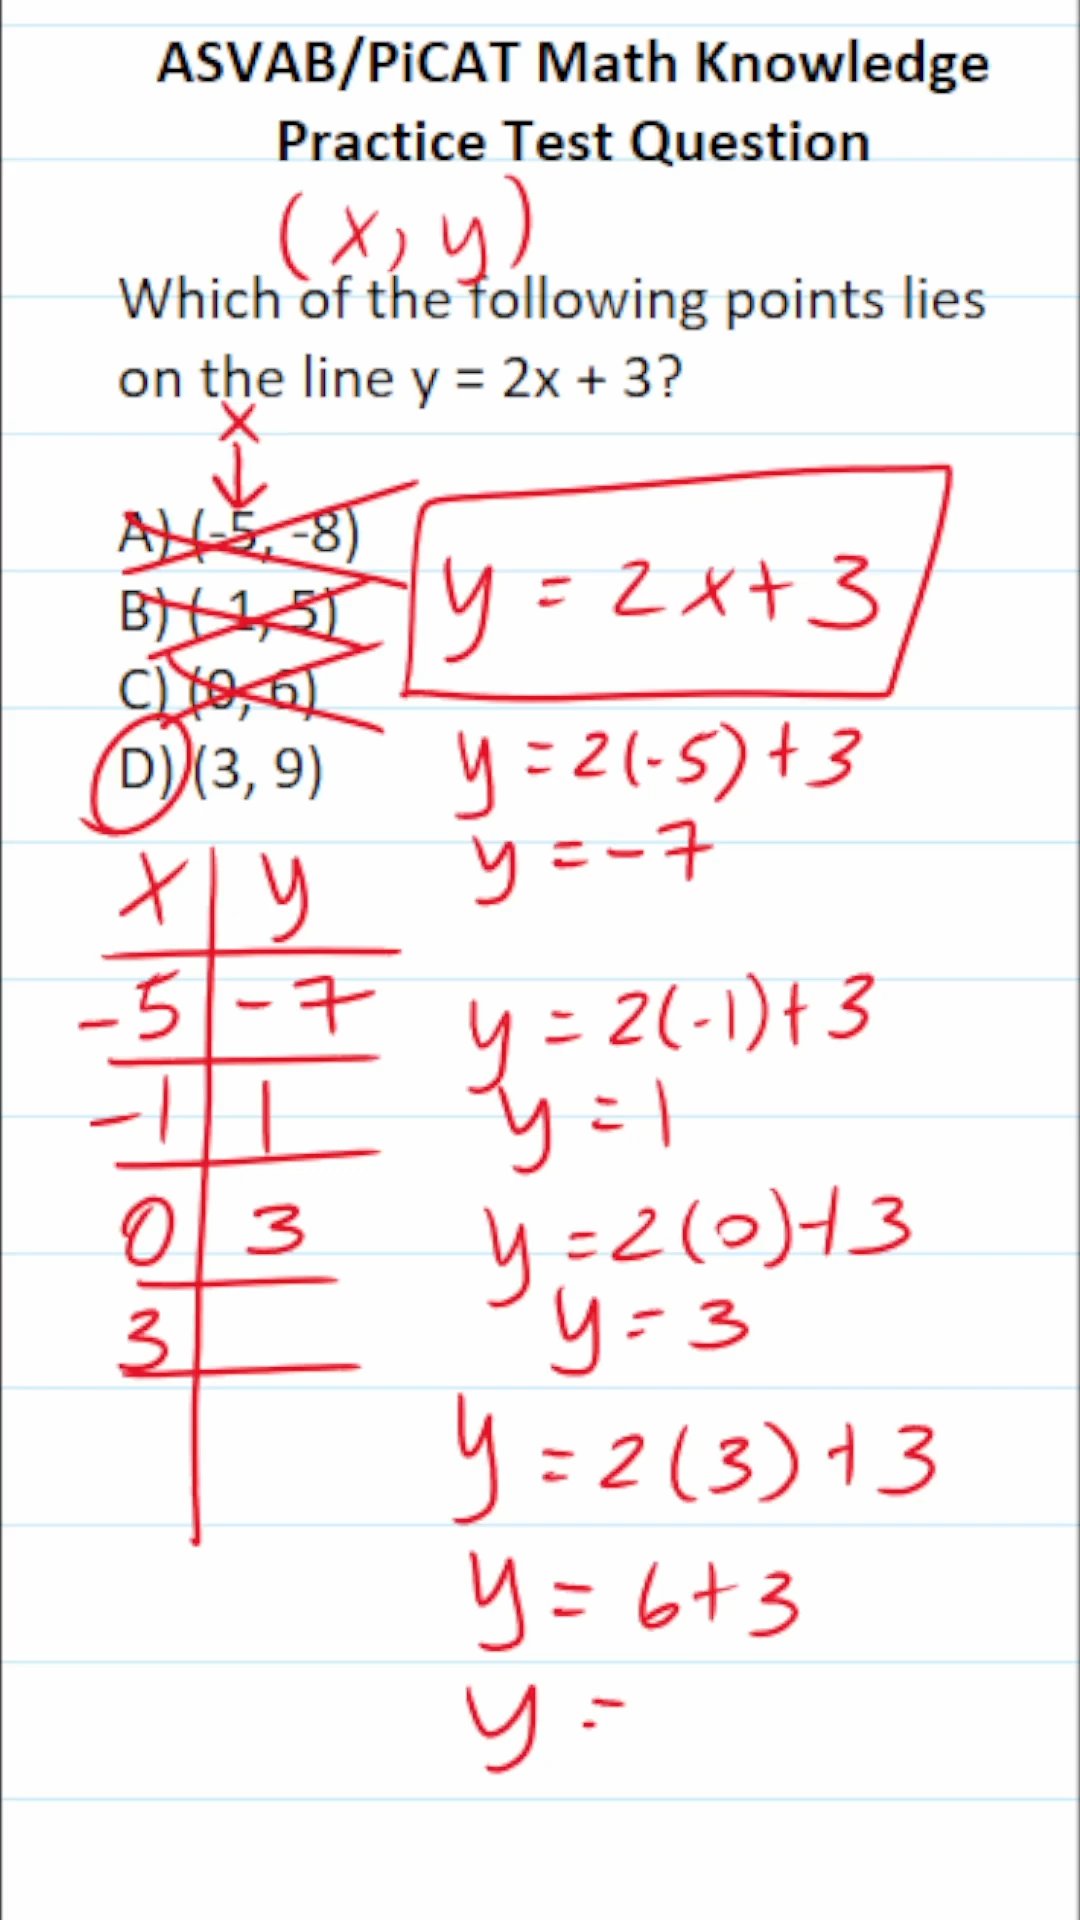 ASVAB/PiCAT Math Knowledge
Practice Test Question
(x, y)
Which of the following points lies
on the line y = 2x + 3?
x
↓
A) (-5, -8)
B) (-1, 5)
C) (0, 6)
D) (3, 9)
y = 2x + 3
y = 2(-5) + 3
y = -7
x y
-5 -7
-1 1
0 3
3
y = 2(-1) + 3
y = 1
y = 2(0) + 3
y = 3
y = 2(3) + 3
y = 6 + 3
y =